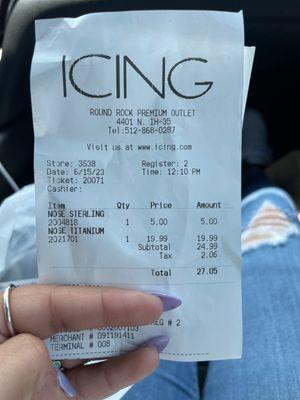 ICING
ROUND ROCK PREMIUM OUTLET
4401 N. IH-35
Tel:512-868-0287
Visit us at www.icing.com
Store: 3538 Register: 2
Date: 6/15/23 Time: 12:10 PM
Ticket: 20071
Cashier:
Item Qty Price Amount
NOSE STERLING
2004818 1 5.00 5.00
NOSE TITANIUM
2021701 1 19.99 19.99
Subtotal 24.99
Tax 2.06
Total 27.05
# 2
MERCHANT # 091191411
TERMINAL # 008